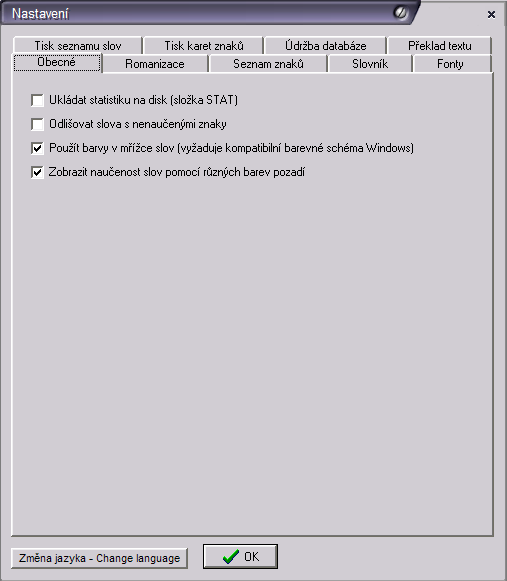 Nastavení
Tisk seznamu slov
Tisk karet znaků
Údržba databáze
Překlad textu
Obecné
Romanizace
Seznam znaků
Slovník
Fonty
Ukládat statistiku na disk (složka STAT)
Odlišovat slova s nenaučenými znaky
Použít barvy v mřížce slov (vyžaduje kompatibilní barevné schéma Windows)
Zobrazit naučenost slov pomocí různých barev pozadí
Změna jazyka - Change language
OK